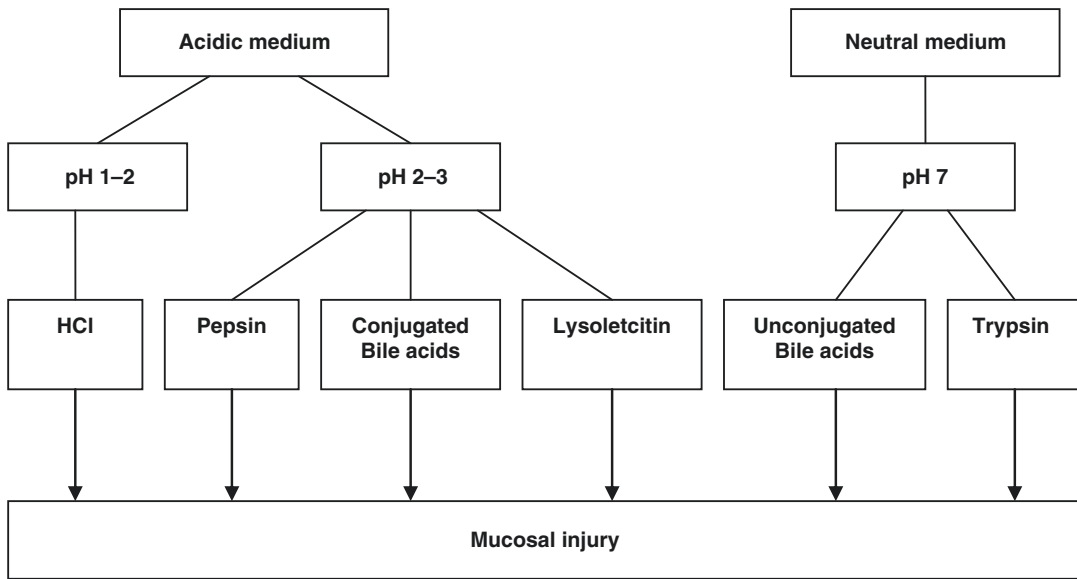 Acidic medium
Neutral medium
pH 1–2
pH 2–3
pH 7
HCl
Pepsin
Conjugated
Bile acids
Lysoletcitin
Unconjugated
Bile acids
Trypsin
Mucosal injury